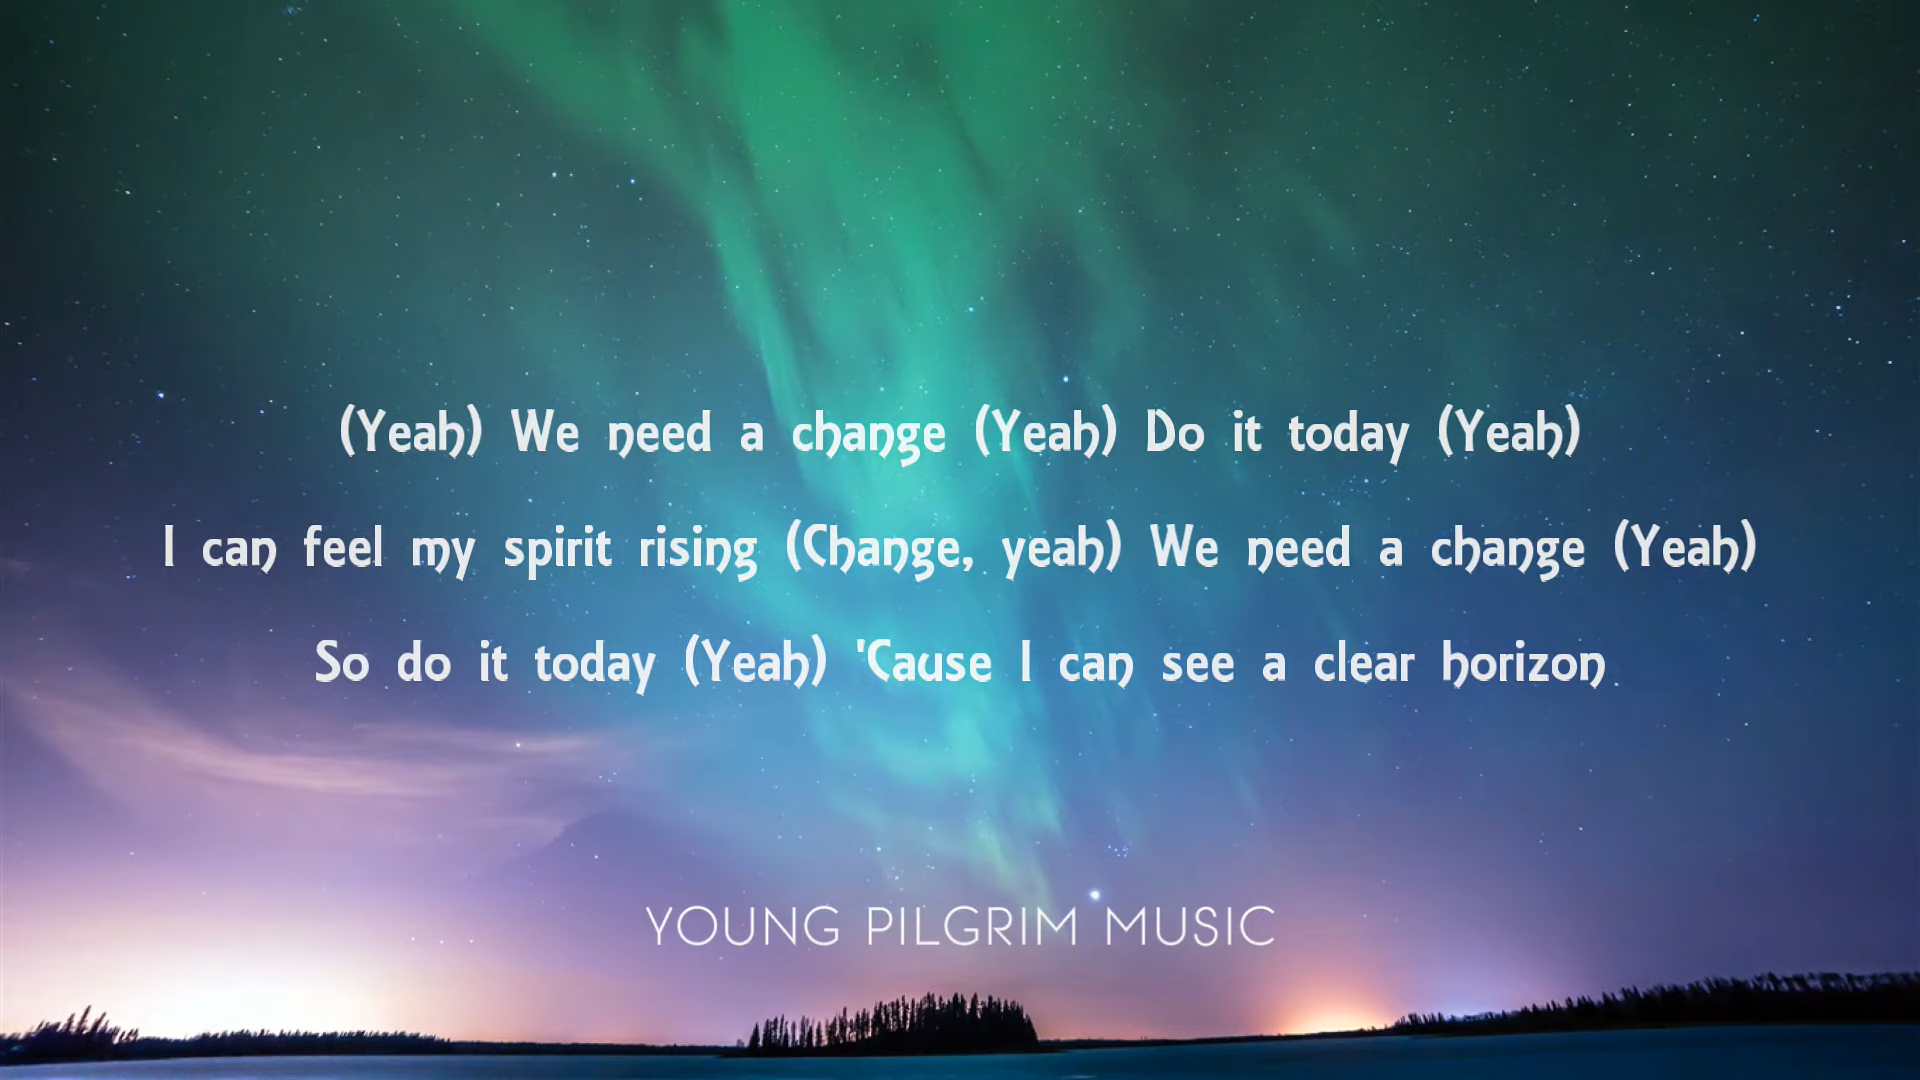 (Yeah) We need a change (Yeah) Do it today (Yeah)
I can feel my spirit rising (Change, yeah) We need a change (Yeah)
So do it today (Yeah) 'Cause I can see a clear horizon
YOUNG PILGRIM MUSIC